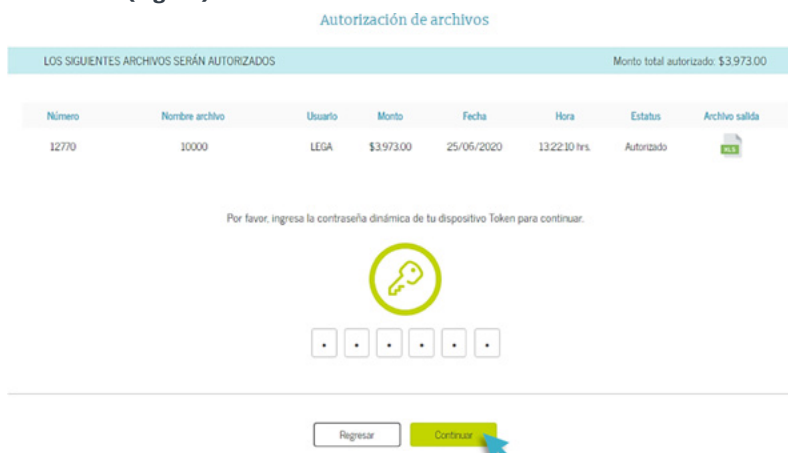 Autorización de archivos
LOS SIGUIENTES ARCHIVOS SERÁN AUTORIZADOS Monto total autorizado: $3,973.00
Número Nombre archivo Usuario Monto Fecha Hora Estatus Archivo salida
12770 10000 LEGA $3,973.00 25/06/2020 13:22:10 hrs. Autorizado XLS
Por favor, ingresa la contraseña dinámica de tu dispositivo Token para continuar.
Regresar Continuar